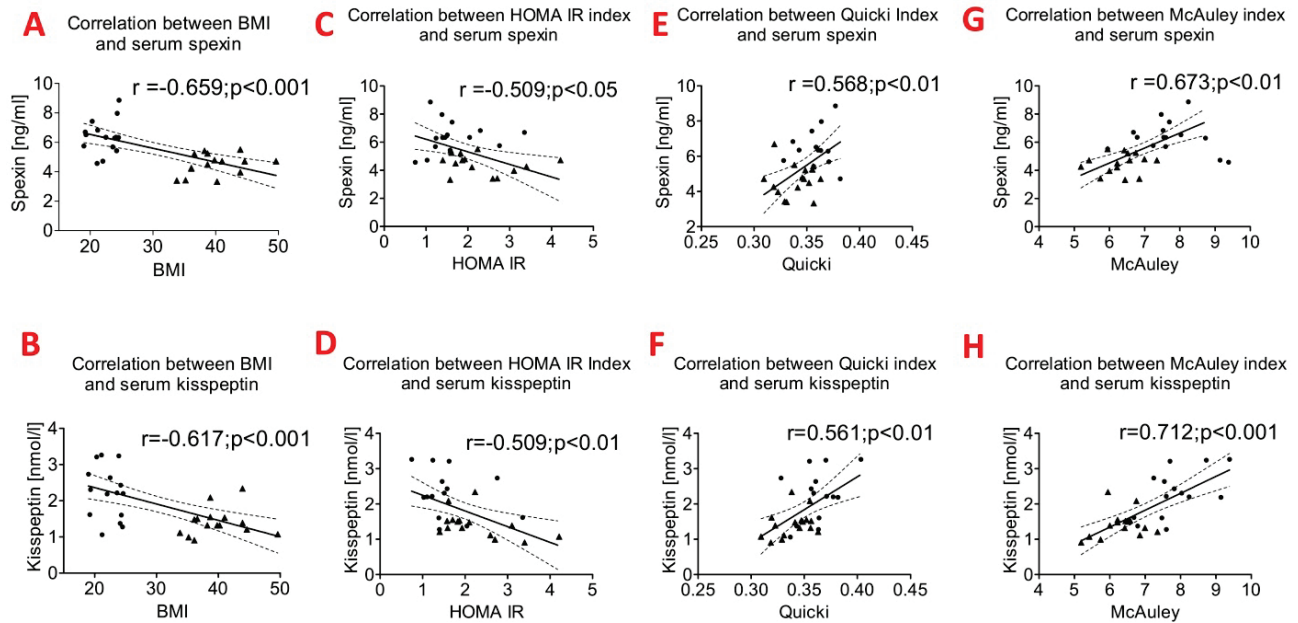 A
Correlation between BMI
and serum spexin
r =-0.659;p<0.001
Spexin [ng/ml]
10
8
6
4
2
0
20 30 40 50
BMI
C
Correlation between HOMA IR index
and serum spexin
r =-0.509;p<0.05
Spexin [ng/ml]
10
8
6
4
2
0
0 1 2 3 4 5
HOMA IR
E
Correlation between Quicki Index
and serum spexin
r =0.568;p<0.01
Spexin [ng/ml]
10
8
6
4
2
0.25 0.30 0.35 0.40 0.45
Quicki
G
Correlation between McAuley index
and serum spexin
r =0.673;p<0.01
Spexin [ng/ml]
10
8
6
4
2
0
4 5 6 7 8 9 10
McAuley
B
Correlation between BMI
and serum kisspeptin
r=-0.617;p<0.001
Kisspeptin [nmol/l]
4
3
2
1
0
20 30 40 50
BMI
D
Correlation between HOMA IR Index
and serum kisspeptin
r=-0.509;p<0.01
Kisspeptin [nmol/l]
4
3
2
1
0
0 1 2 3 4 5
HOMA IR
F
Correlation between Quicki index
and serum kisspeptin
r=0.561;p<0.01
Kisspeptin [nmol/l]
4
3
2
1
0
0.25 0.30 0.35 0.40 0.45
Quicki
H
Correlation between McAuley index
and serum kisspeptin
r=0.712;p<0.001
Kisspeptin [nmol/l]
4
3
2
1
0
4 5 6 7 8 9 10
McAuley